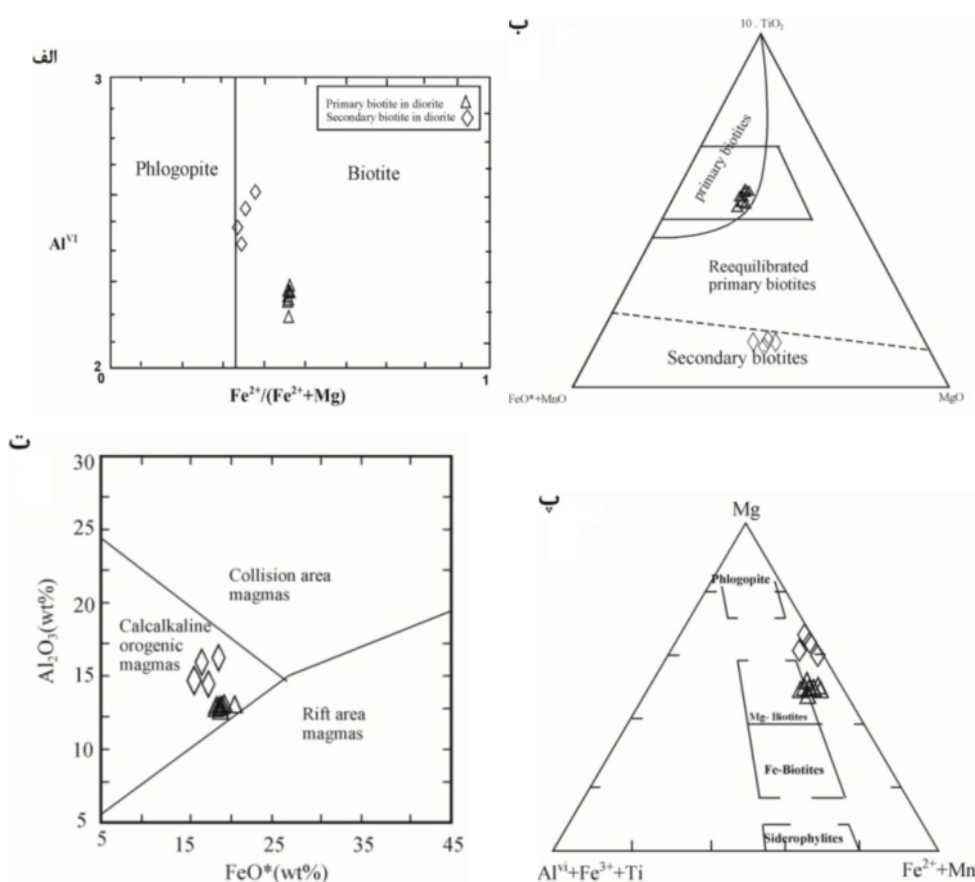 الف
3
Primary biotite in diorite
Secondary biotite in diorite
Phlogopite
Biotite
Al^VI
2
0
1
Fe²⁺/(Fe²⁺+Mg)
ب
10 . TiO₂
primary biotites
Reequilibrated
primary biotites
Secondary biotites
FeO*+MnO
MgO
ت
30
25
20
15
10
5
Al₂O₃(wt%)
Collision area
magmas
Calcalkaline
orogenic
magmas
Rift area
magmas
5
15
25
35
45
FeO*(wt%)
پ
Mg
Phlogopite
Mg- Biotites
Fe-Biotites
Siderophylites
Al^vi+Fe³⁺+Ti
Fe²⁺+Mn